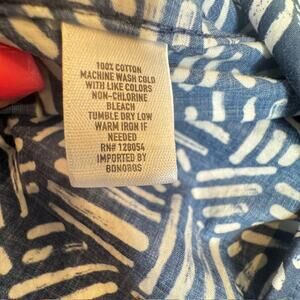 100% COTTON
MACHINE WASH COLD
WITH LIKE COLORS
NON-CHLORINE
BLEACH
TUMBLE DRY LOW
WARM IRON IF
NEEDED
RN# 128054
IMPORTED BY
BONOBOS